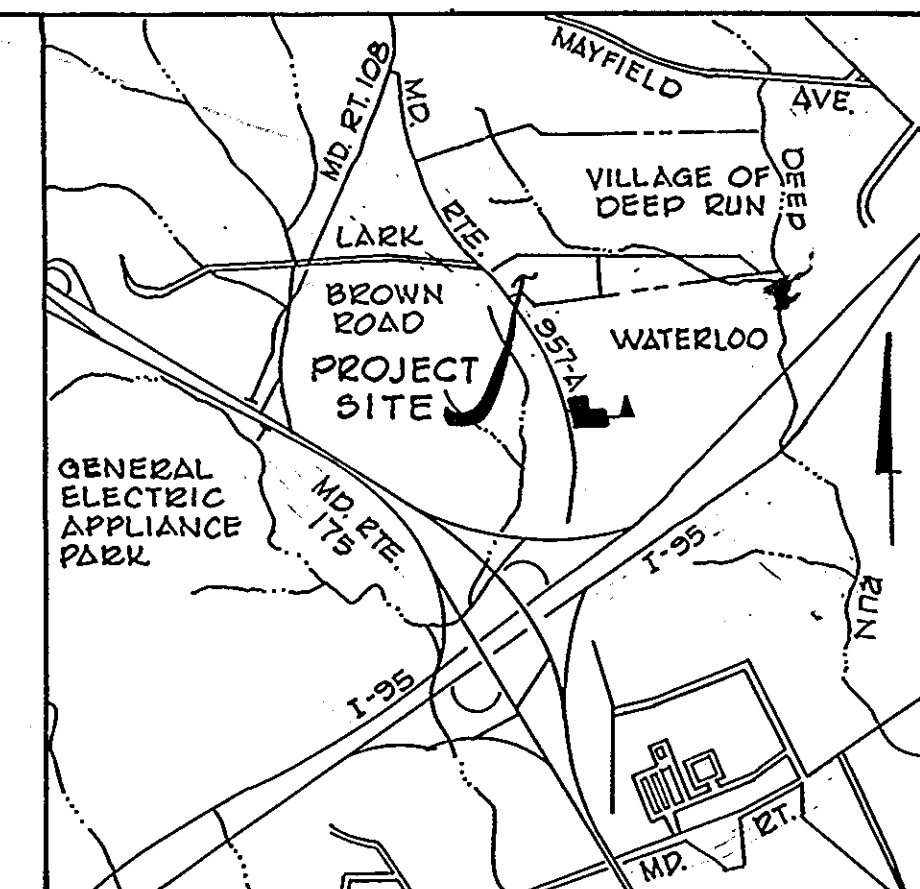 MAYFIELD
AVE.
MD. RT. 108
MD.
RTE.
957-A
VILLAGE OF
DEEP RUN
DEEP
RUN
LARK
BROWN
ROAD
PROJECT
SITE
WATERLOO
GENERAL
ELECTRIC
APPLIANCE
PARK
MD. RTE.
175
I-95
I-95
MD. RT.